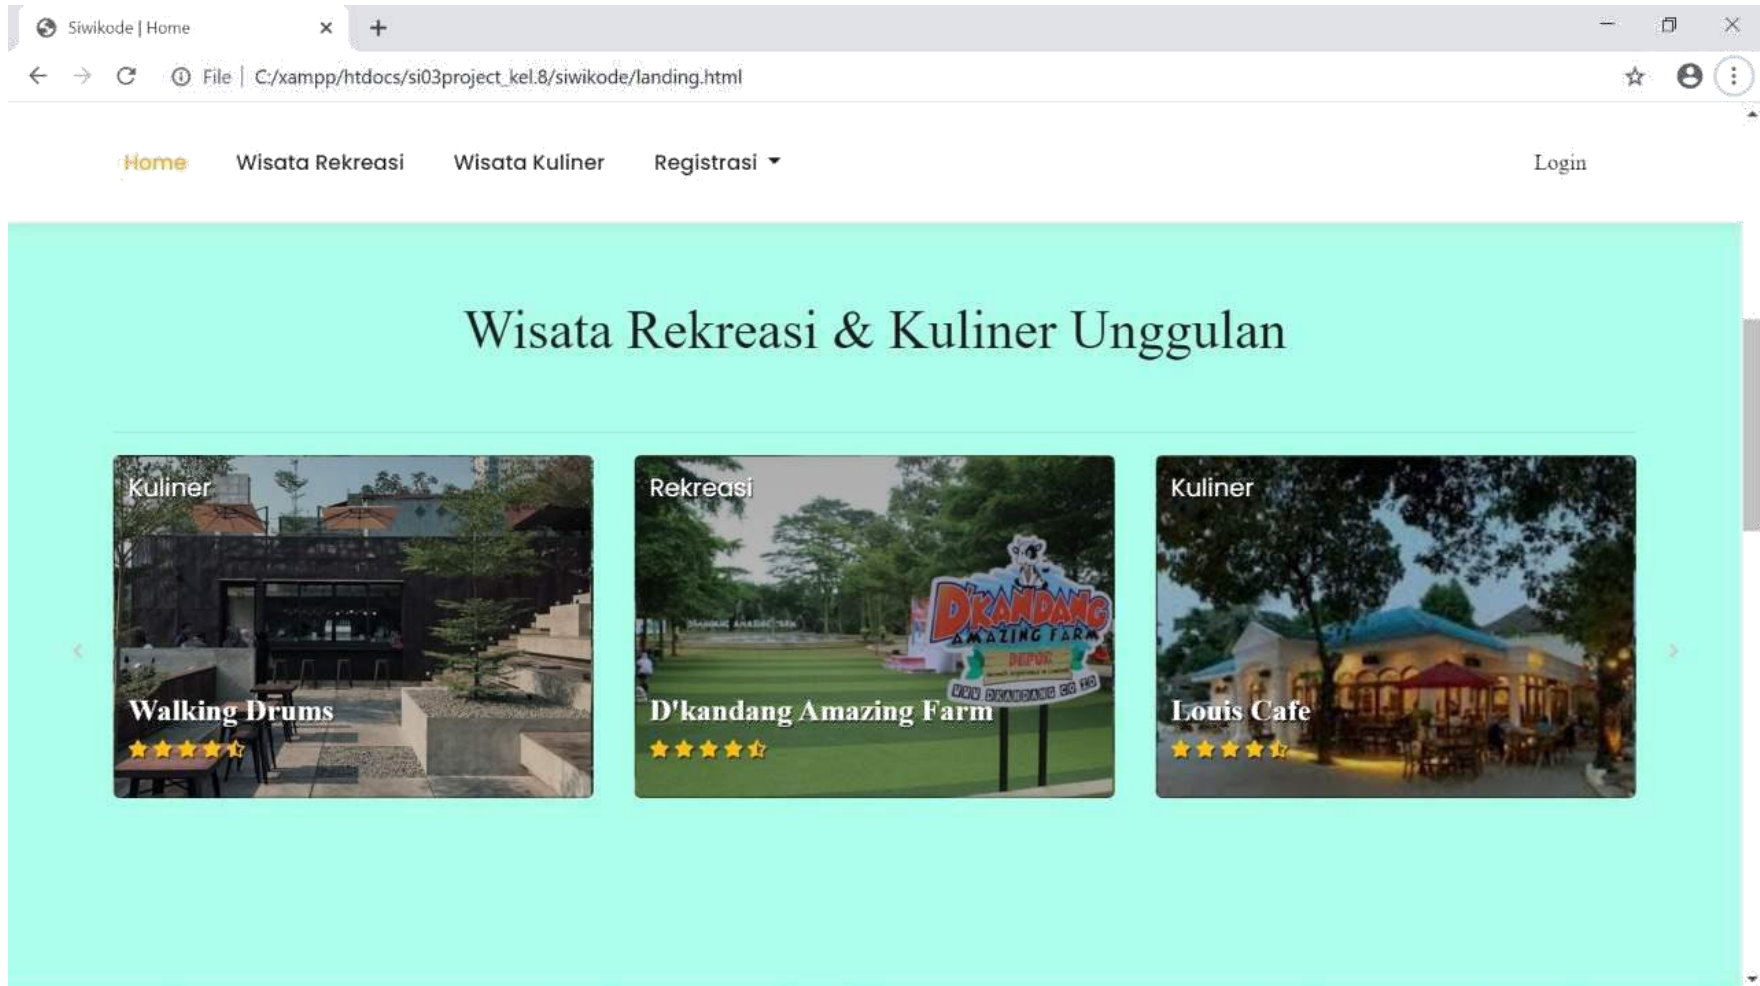 Siwikode | Home
File | C:/xampp/htdocs/si03project_kel.8/siwikode/landing.html
Home Wisata Rekreasi Wisata Kuliner Registrasi Login
Wisata Rekreasi & Kuliner Unggulan
Kuliner
Walking Drums
Rekreasi
D'KANDANG
AMAZING FARM
DEPOK
D'kandang Amazing Farm
Kuliner
Louis Cafe